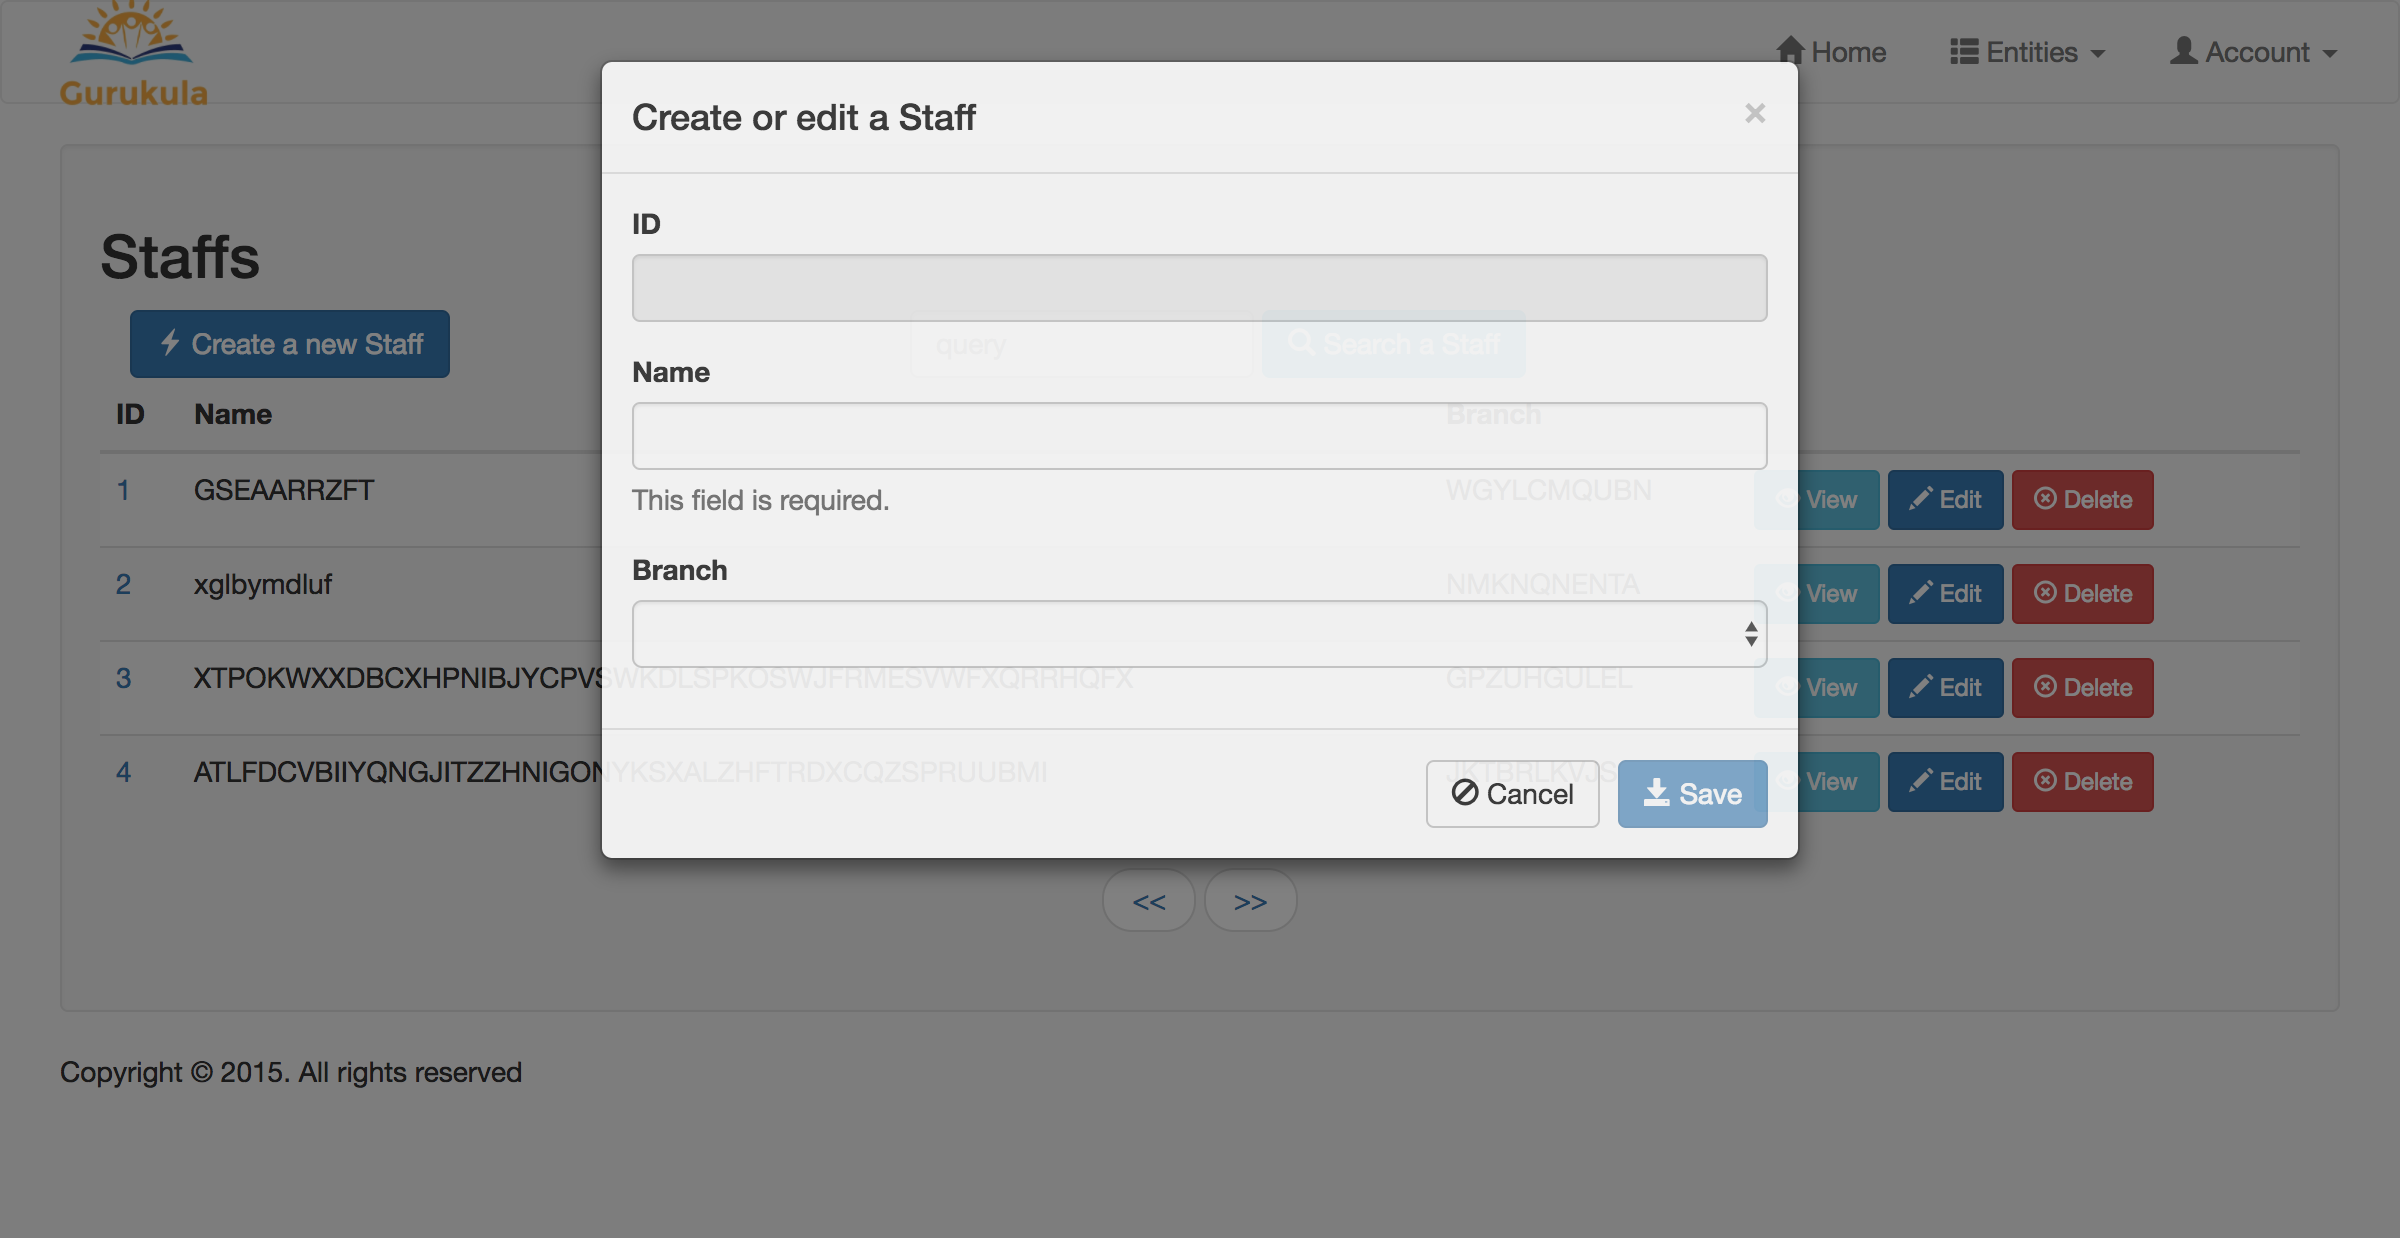 Gurukula
Home Entities Account
Create or edit a Staff ×
ID
Staffs
Create a new Staff query Search a Staff
Name
ID Name Branch
1 GSEAARRZFT WGYLCMQUBN View Edit Delete
This field is required.
Branch
2 xglbymdluf NMKNQNENTA View Edit Delete
3 XTPOKWXXDBCXHPNIBJYCPVSWKDLSPKOSWJFRMESVWFXQRRHQFX GPZUHGULEL View Edit Delete
4 ATLFDCVBIIYQNGJITZZHNIGONYKSXALZHFTRDXCQZSPRUUBMI View Edit Delete
Cancel Save
<< >>
Copyright © 2015. All rights reserved